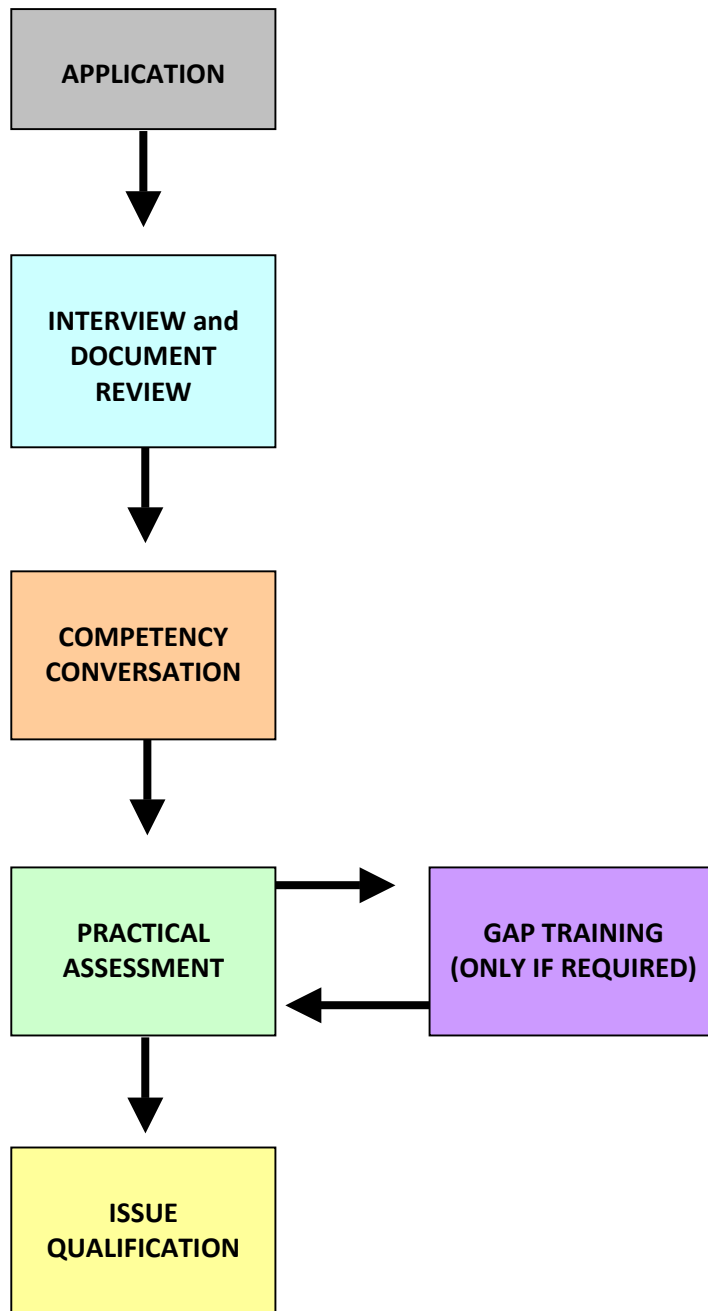 APPLICATION
INTERVIEW and
DOCUMENT
REVIEW
COMPETENCY
CONVERSATION
PRACTICAL
ASSESSMENT
GAP TRAINING
(ONLY IF REQUIRED)
ISSUE
QUALIFICATION